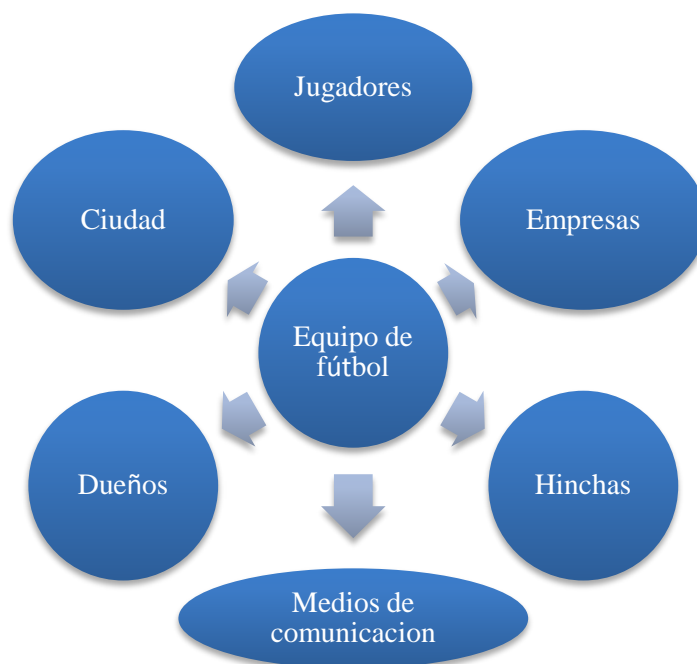 Jugadores
Ciudad
Empresas
Equipo de
fútbol
Dueños
Hinchas
Medios de
comunicacion